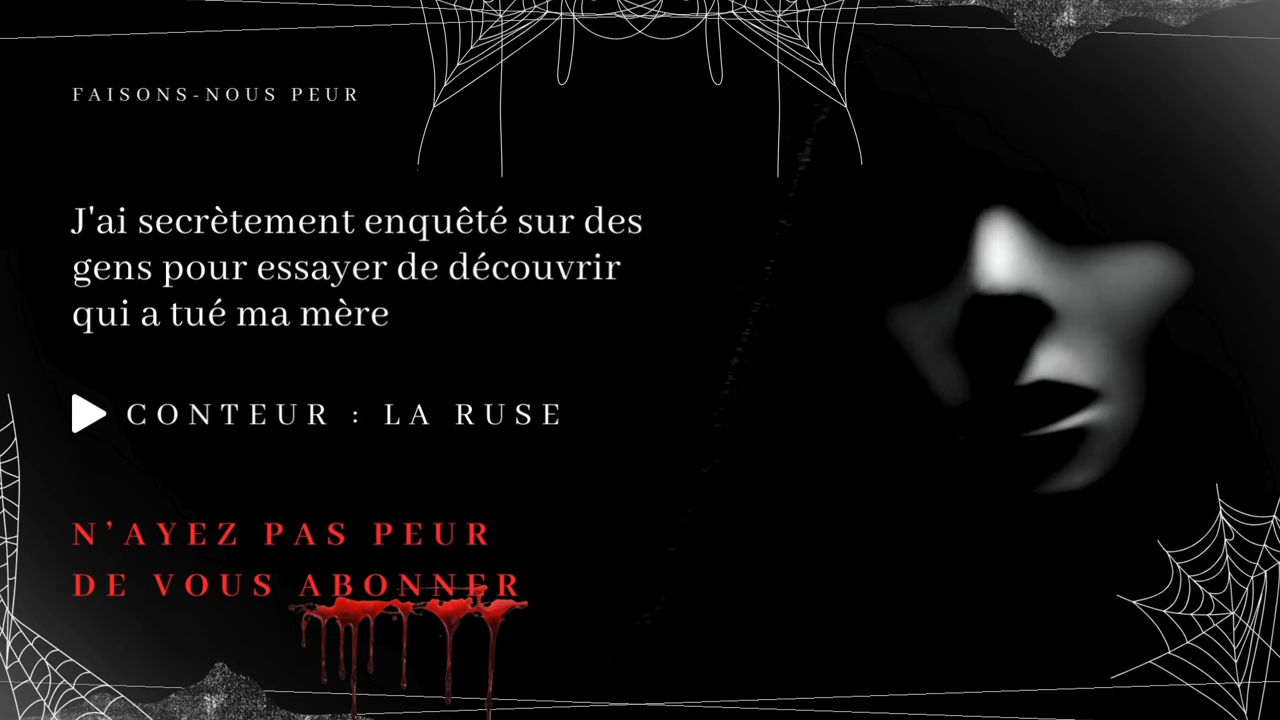 FAISONS-NOUS PEUR
J'ai secrètement enquêté sur des
gens pour essayer de découvrir
qui a tué ma mère
CONTEUR : LA RUSE
N’AYEZ PAS PEUR
DE VOUS ABONNER